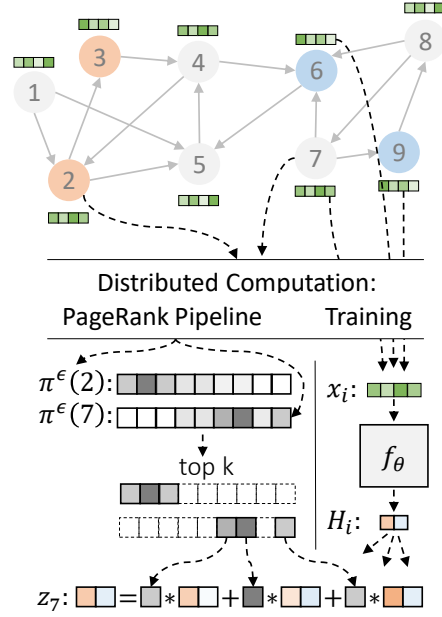 8
3
4
6
1
5
7
9
2
Distributed Computation:
PageRank Pipeline Training
π^ϵ(2):
π^ϵ(7):
x_i:
top k
f_θ
H_i:
z_7: = * + * + *